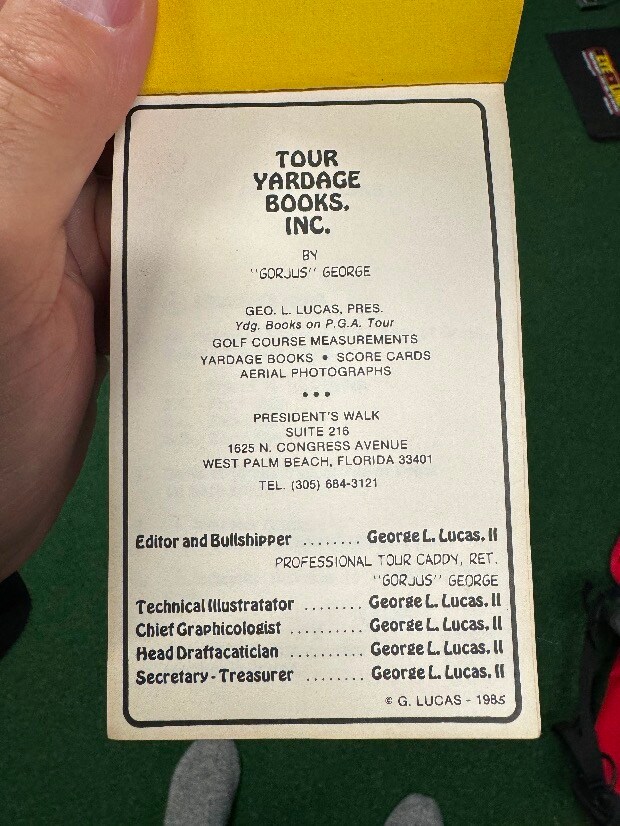 TOUR
YARDAGE
BOOKS,
INC.
BY
"GORJUS" GEORGE
GEO. L. LUCAS, PRES.
Ydg. Books on P.G.A. Tour
GOLF COURSE MEASUREMENTS
YARDAGE BOOKS • SCORE CARDS
AERIAL PHOTOGRAPHS
• • •
PRESIDENT'S WALK
SUITE 216
1625 N. CONGRESS AVENUE
WEST PALM BEACH, FLORIDA 33401
TEL. (305) 684-3121
Editor and Bullshipper ........ George L. Lucas, II
PROFESSIONAL TOUR CADDY, RET.
"GORJUS" GEORGE
Technical Illustratator ........ George L. Lucas, II
Chief Graphicologist .......... George L. Lucas, II
Head Draftacatician .......... George L. Lucas, II
Secretary-Treasurer ........ George L. Lucas, II
© G. LUCAS - 1985